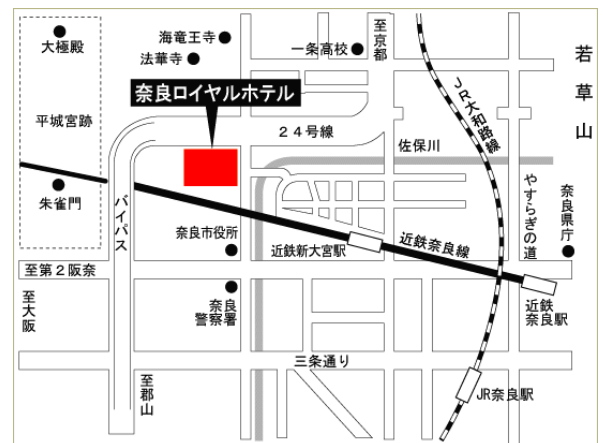 大極殿
海竜王寺
法華寺
一条高校
至京都
若草山
奈良ロイヤルホテル
JR大和路線
平城宮跡
24号線
佐保川
朱雀門
バイパス
やすらぎの道
奈良県庁
奈良市役所
近鉄新大宮駅
近鉄奈良線
至第2阪奈
至大阪
奈良
警察署
近鉄
奈良駅
三条通り
至郡山
JR奈良駅